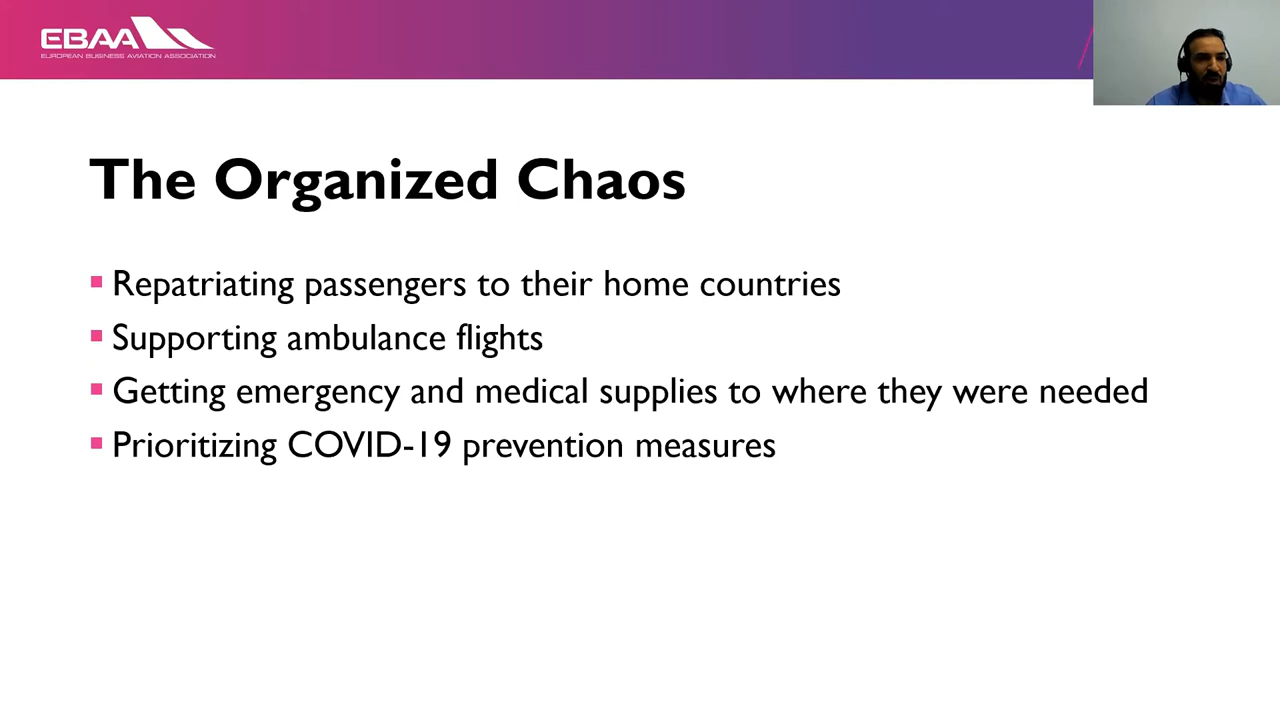 EBAA
EUROPEAN BUSINESS AVIATION ASSOCIATION
The Organized Chaos
Repatriating passengers to their home countries
Supporting ambulance flights
Getting emergency and medical supplies to where they were needed
Prioritizing COVID-19 prevention measures